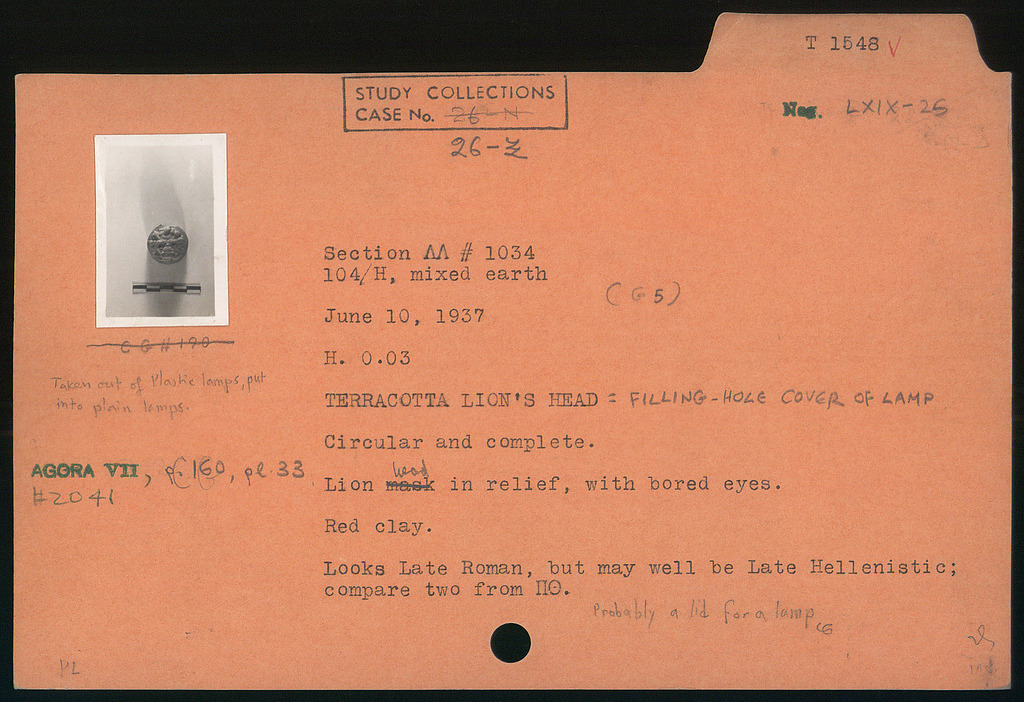 T 1548 √
STUDY COLLECTIONS
CASE No. 26-N
26-Ξ
Neg. LXIX-26
Section ΛΛ # 1034
104/H, mixed earth
(G 5)
June 10, 1937
H. 0.03
CG#190
Taken out of Plastic lamps, put
into plain lamps.
TERRACOTTA LION'S HEAD = FILLING-HOLE COVER OF LAMP
Circular and complete.
AGORA VII, p. 160, pl. 33
#2041
head
Lion mask in relief, with bored eyes.
Red clay.
Looks Late Roman, but may well be Late Hellenistic;
compare two from ΠΘ.
Probably a lid for a lamp
CG
PL